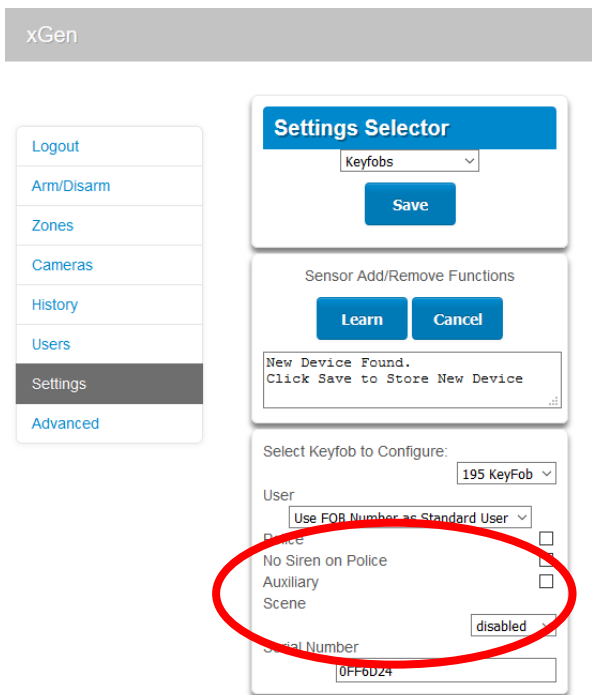 xGen
Logout
Arm/Disarm
Zones
Cameras
History
Users
Settings
Advanced
Settings Selector
Keyfobs
Save
Sensor Add/Remove Functions
Learn Cancel
New Device Found.
Click Save to Store New Device
Select Keyfob to Configure:
195 KeyFob
User
Use FOB Number as Standard User
Police
No Siren on Police
Auxiliary
Scene
disabled
Serial Number
0FF6D24